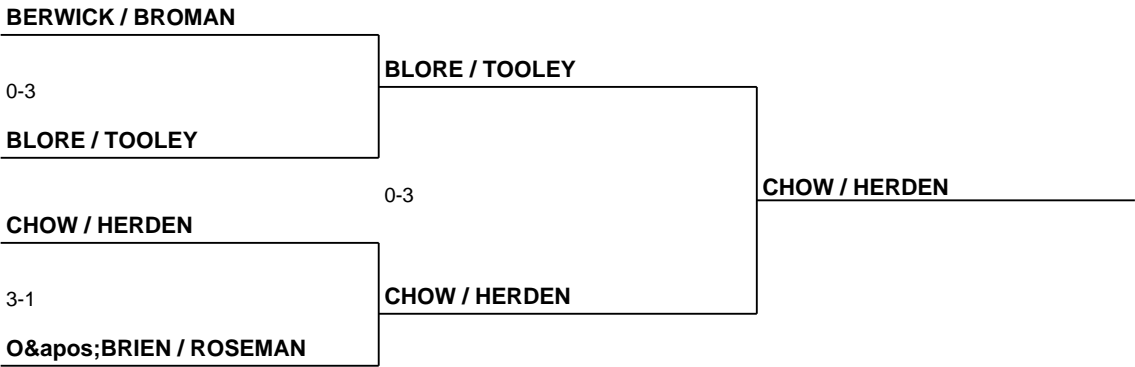 BERWICK / BROMAN
BLORE / TOOLEY
0-3
BLORE / TOOLEY
CHOW / HERDEN
0-3
CHOW / HERDEN
CHOW / HERDEN
3-1
O&apos;BRIEN / ROSEMAN